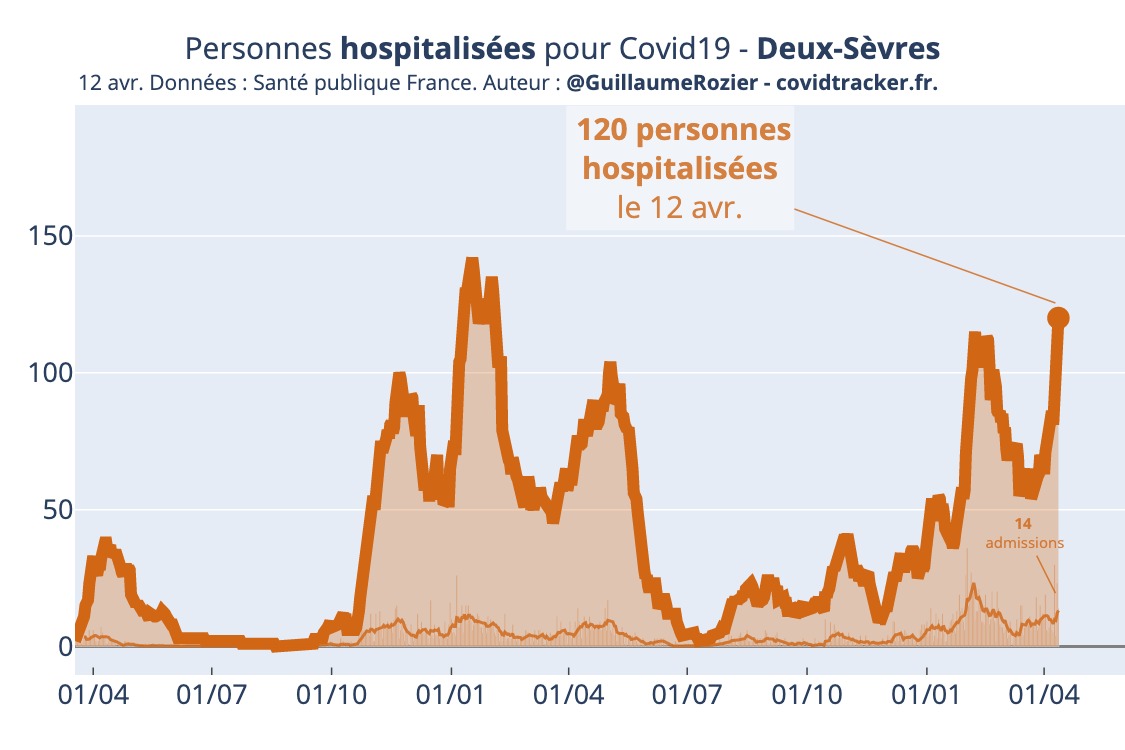 Personnes hospitalisées pour Covid19 - Deux-Sèvres
12 avr. Données : Santé publique France. Auteur : @GuillaumeRozier - covidtracker.fr.
120 personnes
hospitalisées
le 12 avr.
150
100
50
14
admissions
0
01/04 01/07 01/10 01/01 01/04 01/07 01/10 01/01 01/04